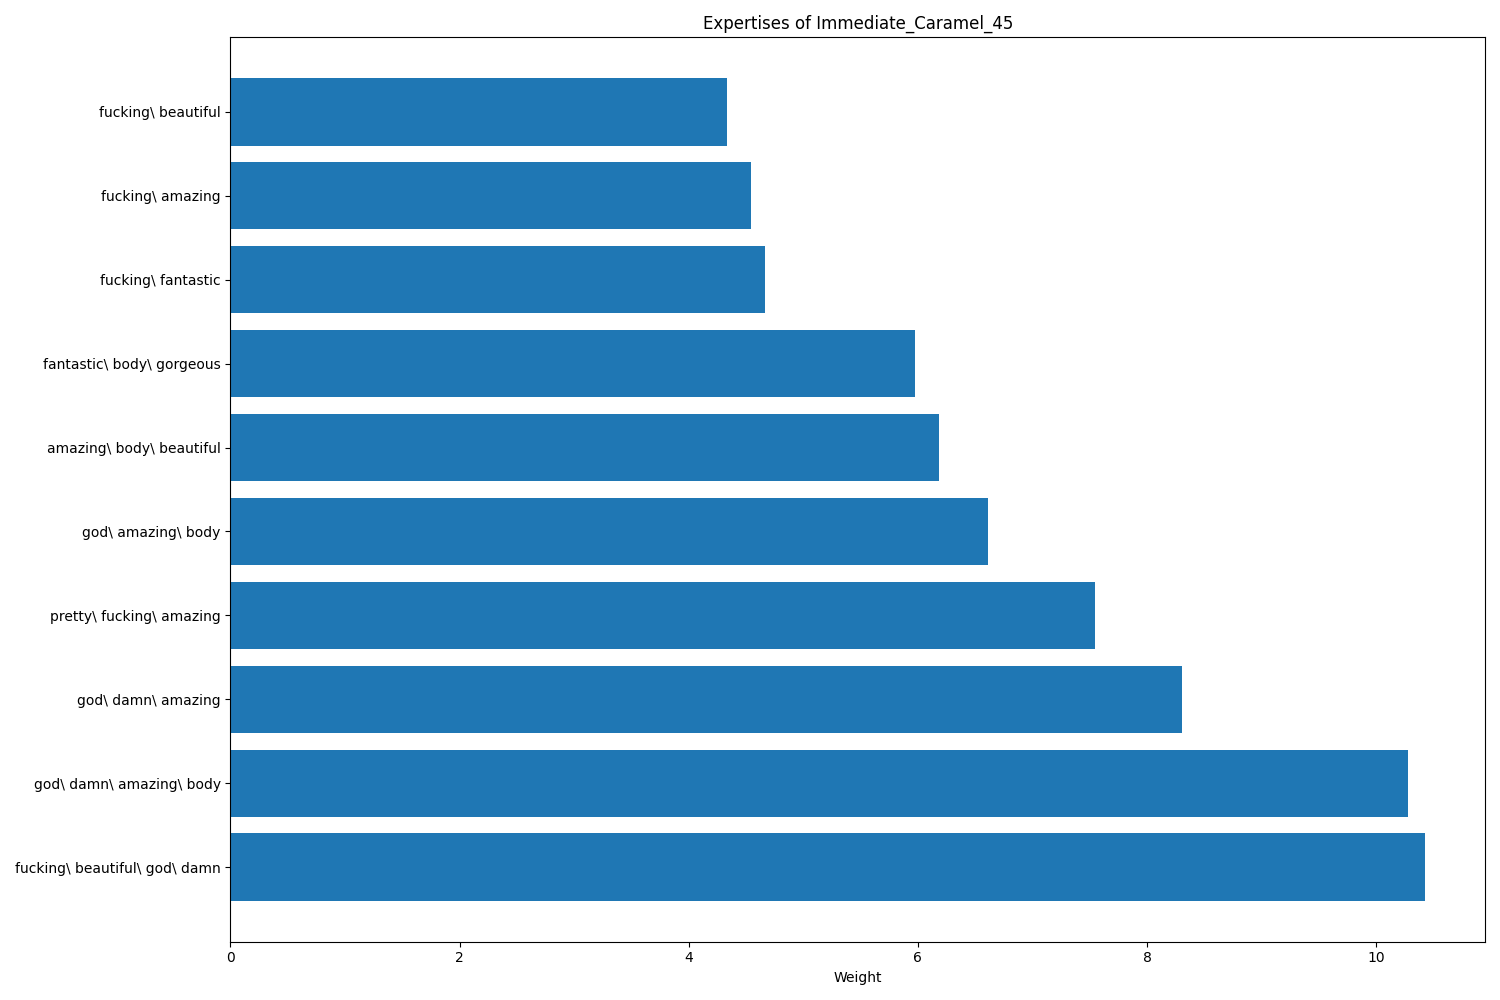 Expertises of Immediate_Caramel_45
fucking\ beautiful
fucking\ amazing
fucking\ fantastic
fantastic\ body\ gorgeous
amazing\ body\ beautiful
god\ amazing\ body
pretty\ fucking\ amazing
god\ damn\ amazing
god\ damn\ amazing\ body
fucking\ beautiful\ god\ damn
0 2 4 6 8 10
Weight